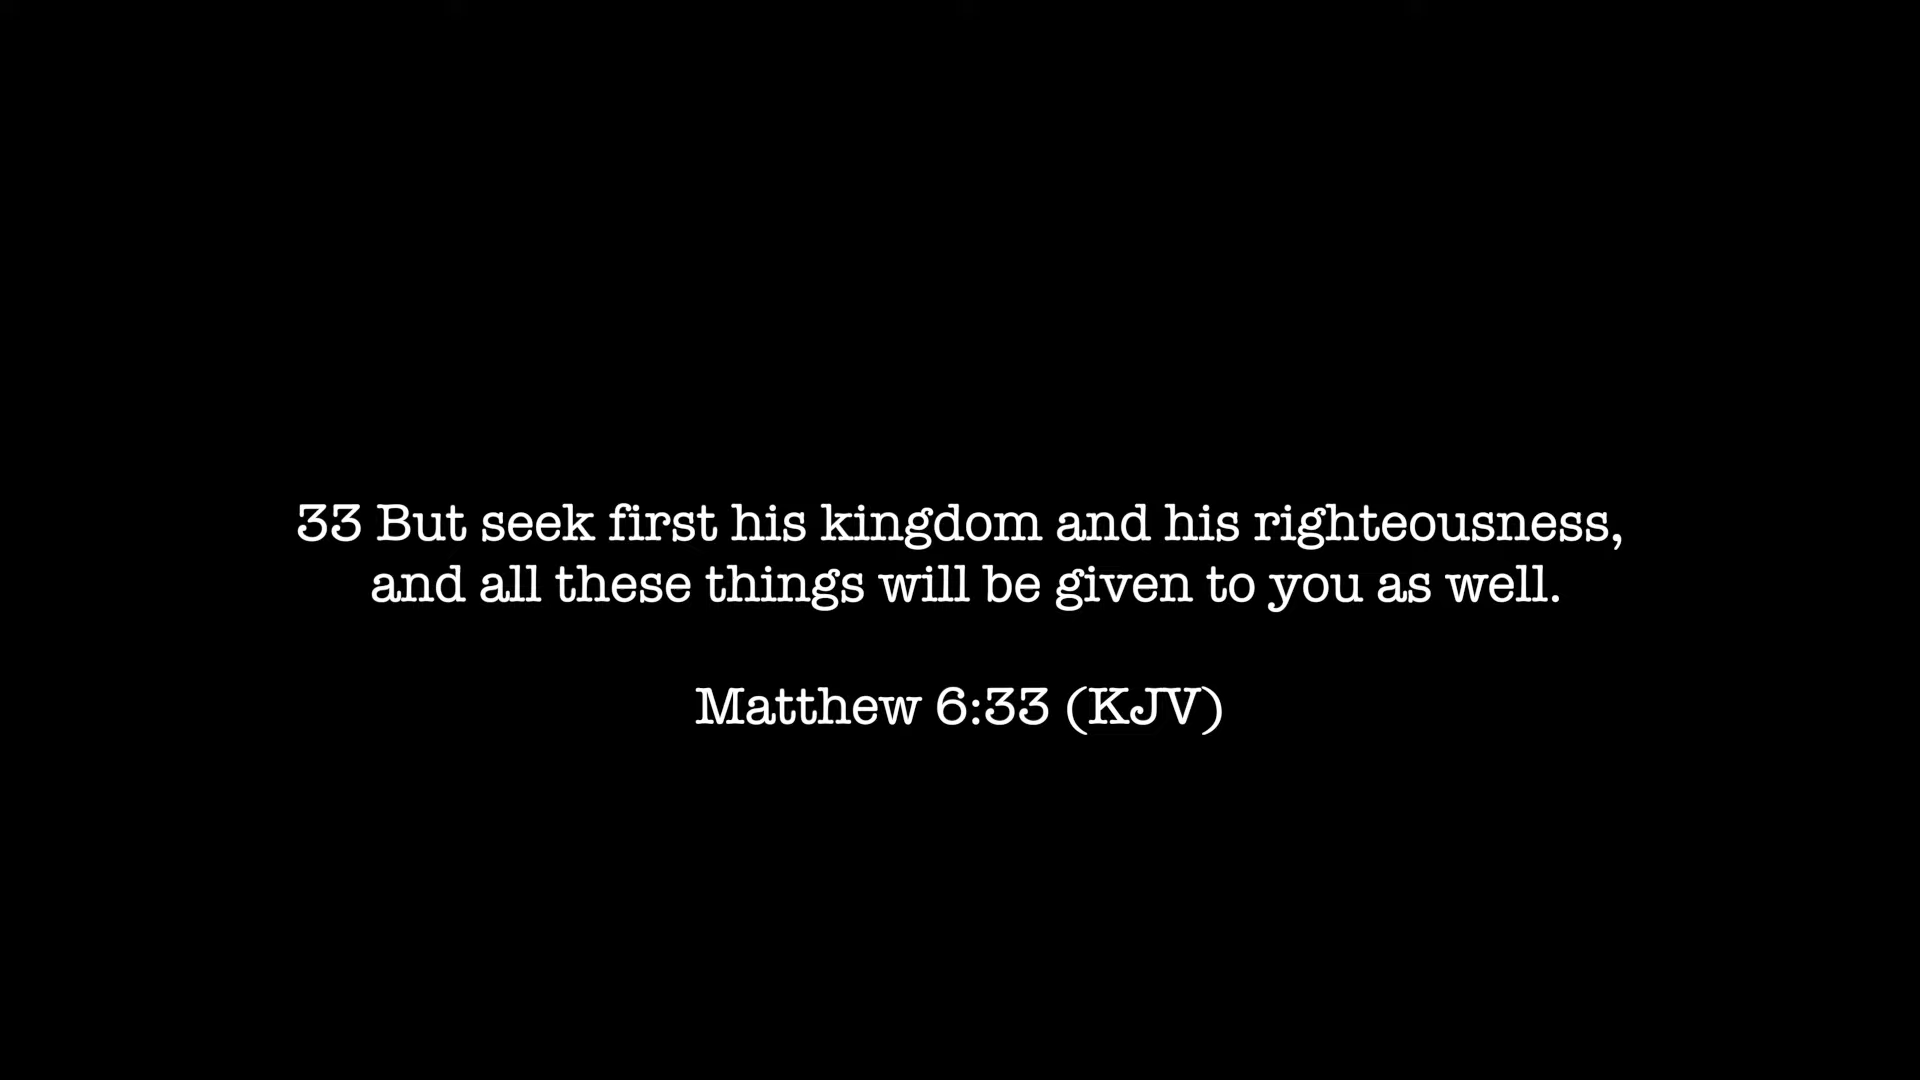 33 But seek first his kingdom and his righteousness,
and all these things will be given to you as well.
Matthew 6:33 (KJV)